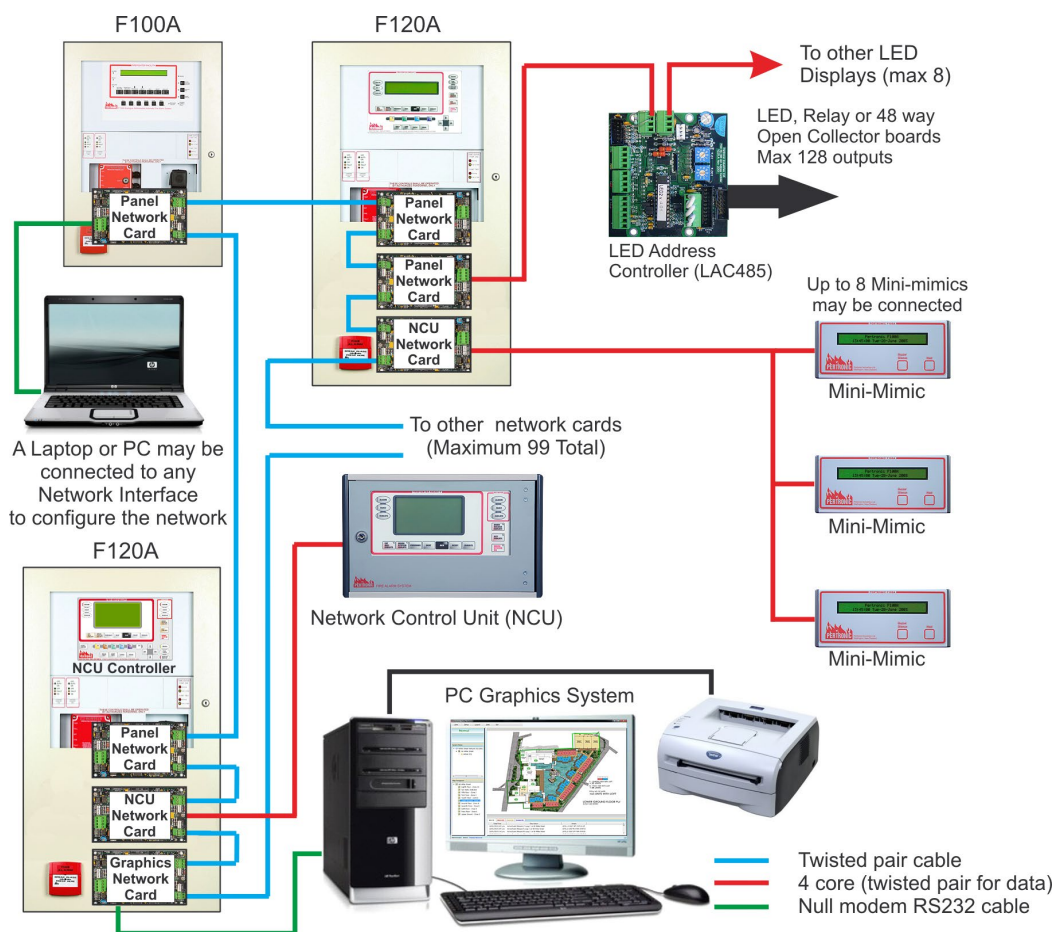 F100A
F120A
To other LED
Displays (max 8)
LED, Relay or 48 way
Open Collector boards
Max 128 outputs
Panel
Network
Card
Panel
Network
Card
Panel
Network
Card
NCU
Network
Card
LED Address
Controller (LAC485)
Up to 8 Mini-mimics
may be connected
PERTRONIC
Mini-Mimic
To other network cards
(Maximum 99 Total)
A Laptop or PC may be
connected to any
Network Interface
to configure the network
PERTRONIC
Mini-Mimic
F120A
Network Control Unit (NCU)
PERTRONIC
Mini-Mimic
NCU Controller
PC Graphics System
Panel
Network
Card
NCU
Network
Card
Graphics
Network
Card
Twisted pair cable
4 core (twisted pair for data)
Null modem RS232 cable